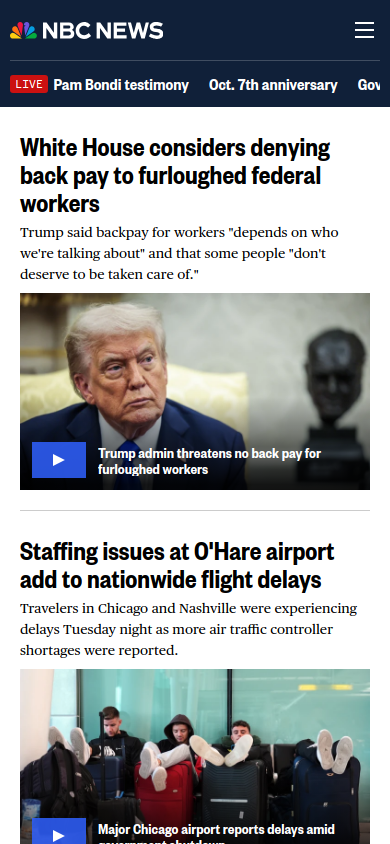 NBC NEWS
LIVE Pam Bondi testimony Oct. 7th anniversary
White House considers denying
back pay to furloughed federal
workers
Trump said backpay for workers "depends on who
we're talking about" and that some people "don't
deserve to be taken care of."
Trump admin threatens no back pay for
furloughed workers
Staffing issues at O'Hare airport
add to nationwide flight delays
Travelers in Chicago and Nashville were experiencing
delays Tuesday night as more air traffic controller
shortages were reported.
Major Chicago airport reports delays amid
government shutdown